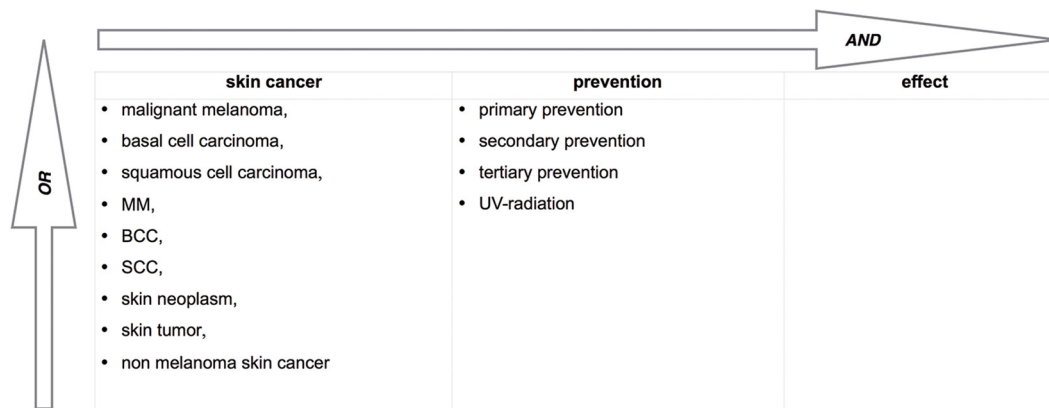 AND
skin cancer prevention effect
• malignant melanoma, • primary prevention
• basal cell carcinoma, • secondary prevention
• squamous cell carcinoma, • tertiary prevention
OR
• MM, • UV-radiation
• BCC,
• SCC,
• skin neoplasm,
• skin tumor,
• non melanoma skin cancer